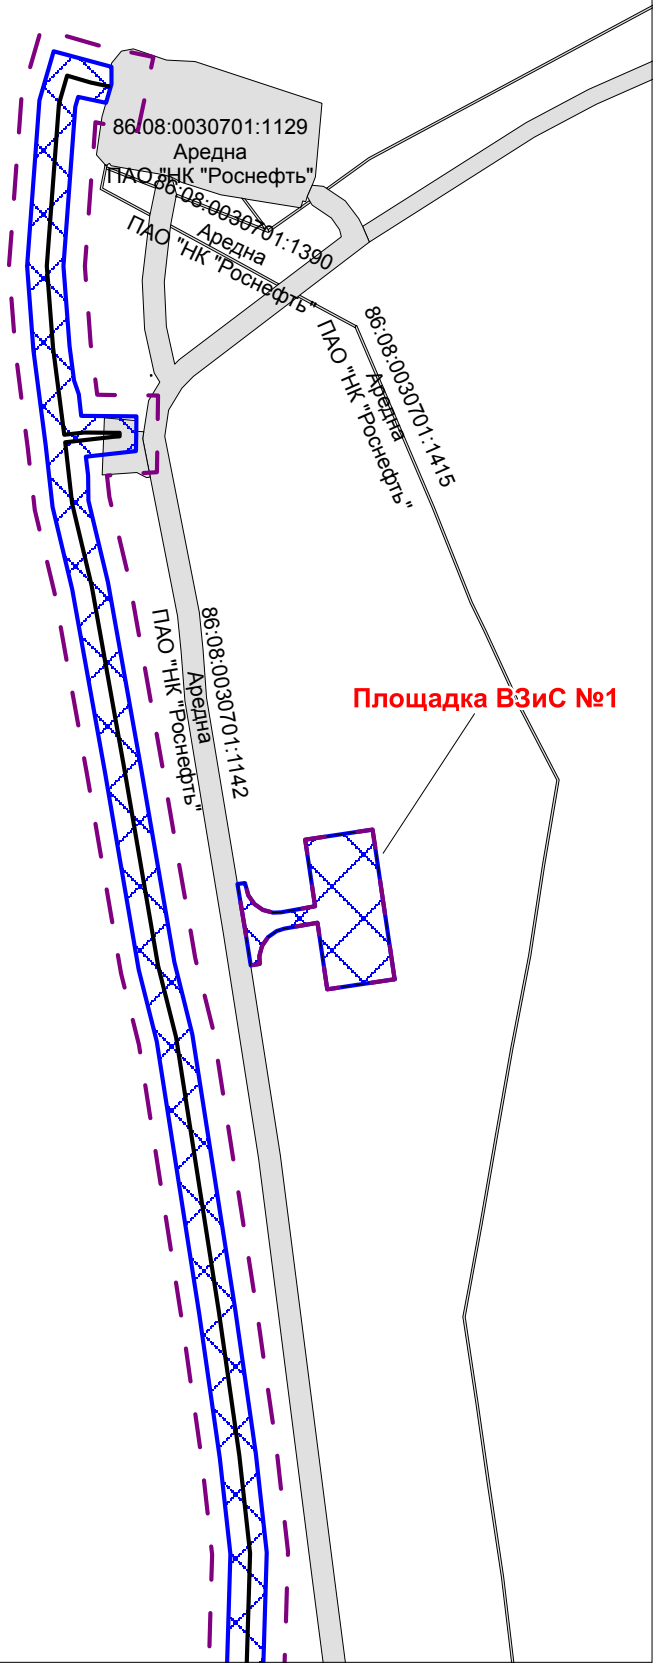 86:08:0030701:1129
Аредна
ПАО "НК "Роснефть"
86:08:0030701:1390
Аредна
ПАО "НК "Роснефть"
86:08:0030701:1415
Аредна
ПАО "НК "Роснефть"
86:08:0030701:1142
Аредна
ПАО "НК "Роснефть"
Площадка ВЗиС №1